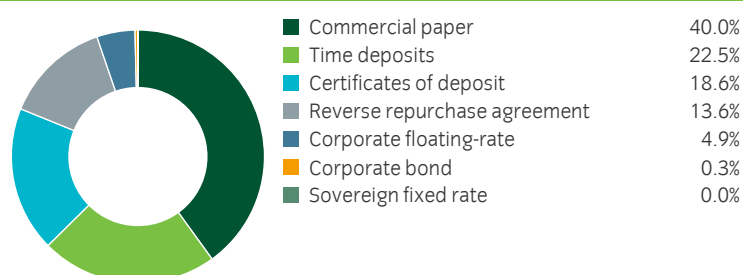 Commercial paper 40.0%
Time deposits 22.5%
Certificates of deposit 18.6%
Reverse repurchase agreement 13.6%
Corporate floating-rate 4.9%
Corporate bond 0.3%
Sovereign fixed rate 0.0%